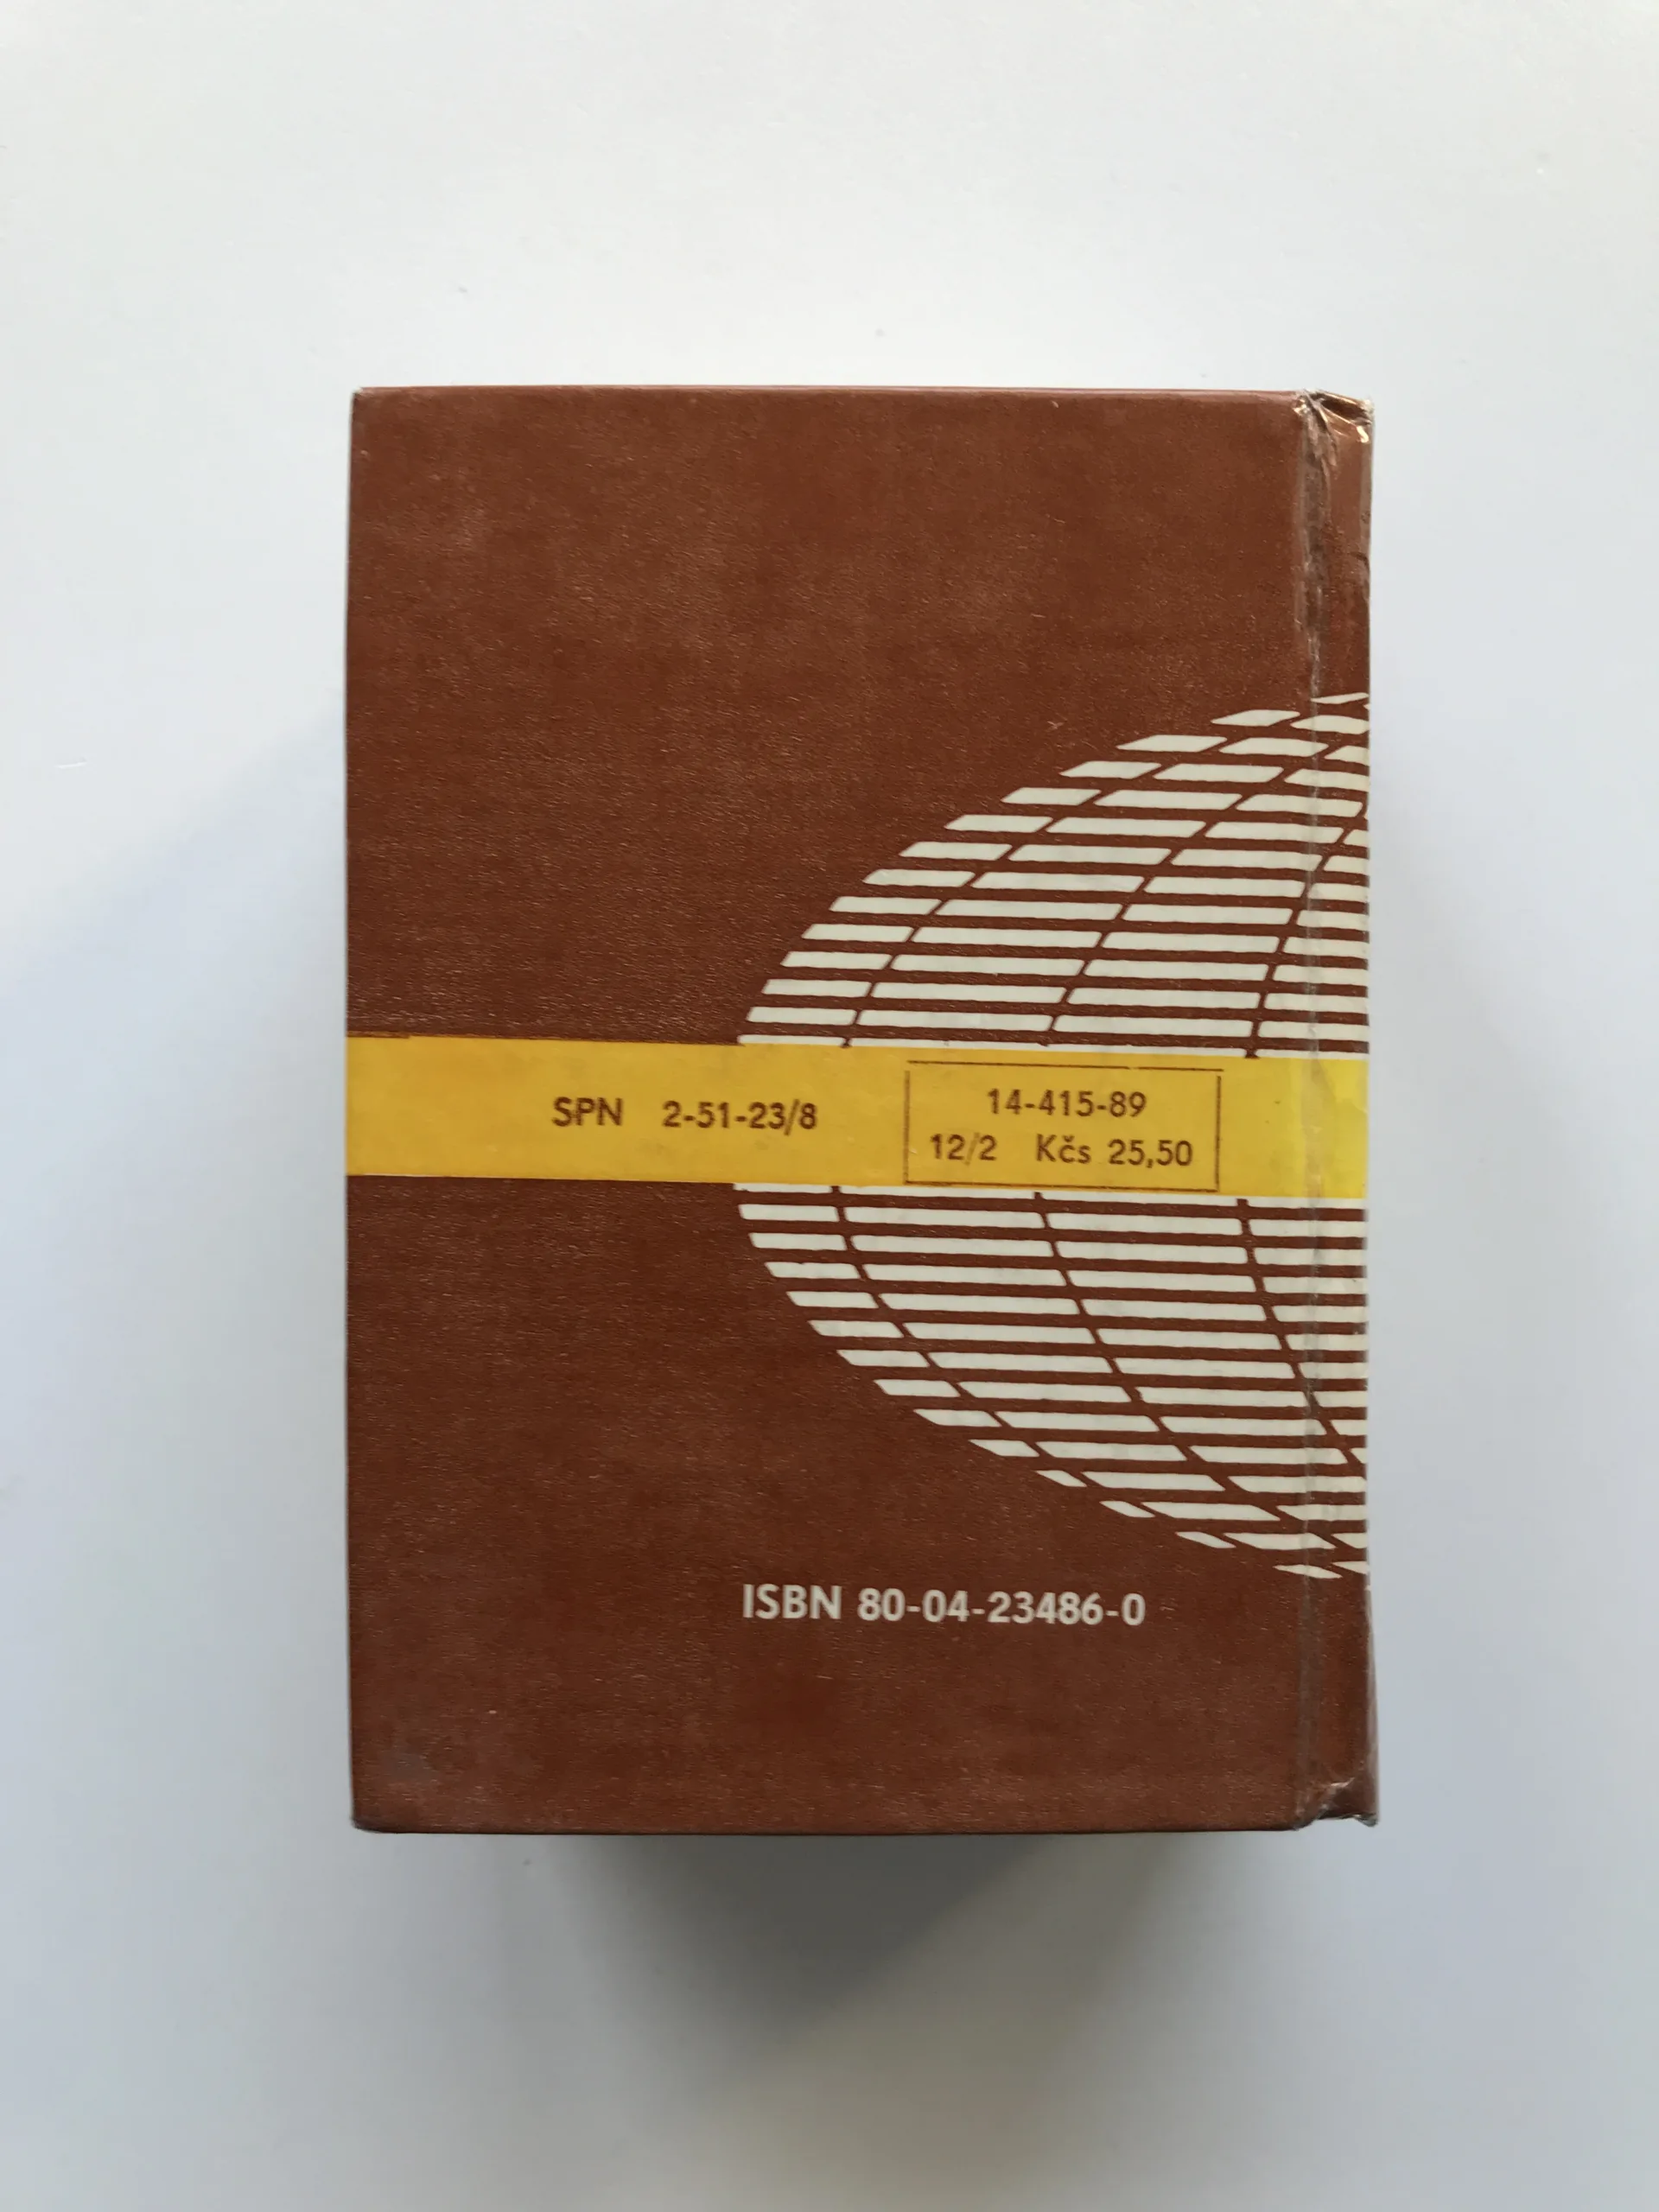 SPN 2-51-23/8
14-415-89
12/2 Kčs 25,50
ISBN 80-04-23486-0